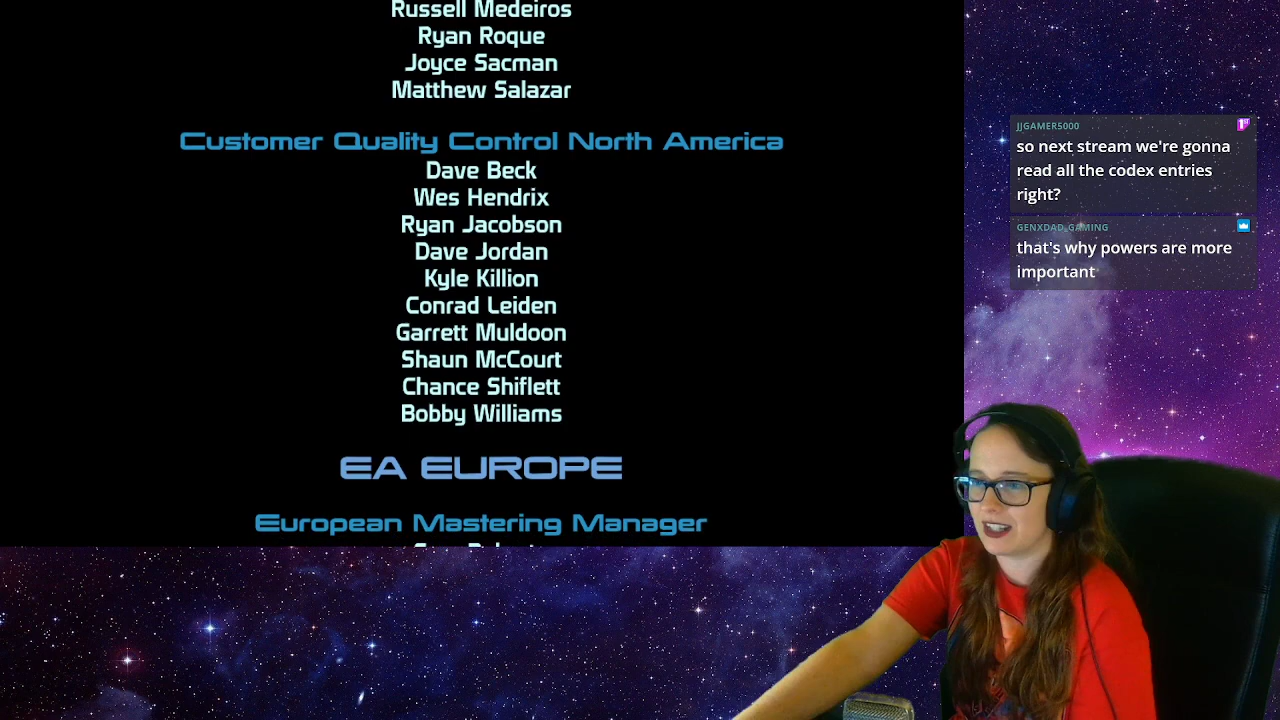 Russell Medeiros
Ryan Roque
Joyce Sacman
Matthew Salazar
Customer Quality Control North America
Dave Beck
Wes Hendrix
Ryan Jacobson
Dave Jordan
Kyle Killion
Conrad Leiden
Garrett Muldoon
Shaun McCourt
Chance Shiflett
Bobby Williams
EA EUROPE
European Mastering Manager
JJGAMER5000
so next stream we're gonna
read all the codex entries
right?
GENXDAD_GAMING
that's why powers are more
important